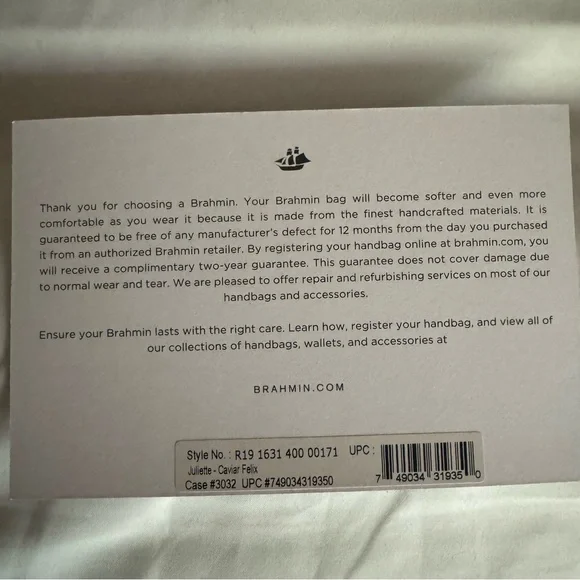 Thank you for choosing a Brahmin. Your Brahmin bag will become softer and even more
comfortable as you wear it because it is made from the finest handcrafted materials. It is
guaranteed to be free of any manufacturer's defect for 12 months from the day you purchased
it from an authorized Brahmin retailer. By registering your handbag online at brahmin.com, you
will receive a complimentary two-year guarantee. This guarantee does not cover damage due
to normal wear and tear. We are pleased to offer repair and refurbishing services on most of our
handbags and accessories.
Ensure your Brahmin lasts with the right care. Learn how, register your handbag, and view all of
our collections of handbags, wallets, and accessories at
BRAHMIN.COM
Style No. : R19 1631 400 00171 UPC :
Juliette - Caviar Felix
Case #3032 UPC #749034319350
7 49034 31935 0